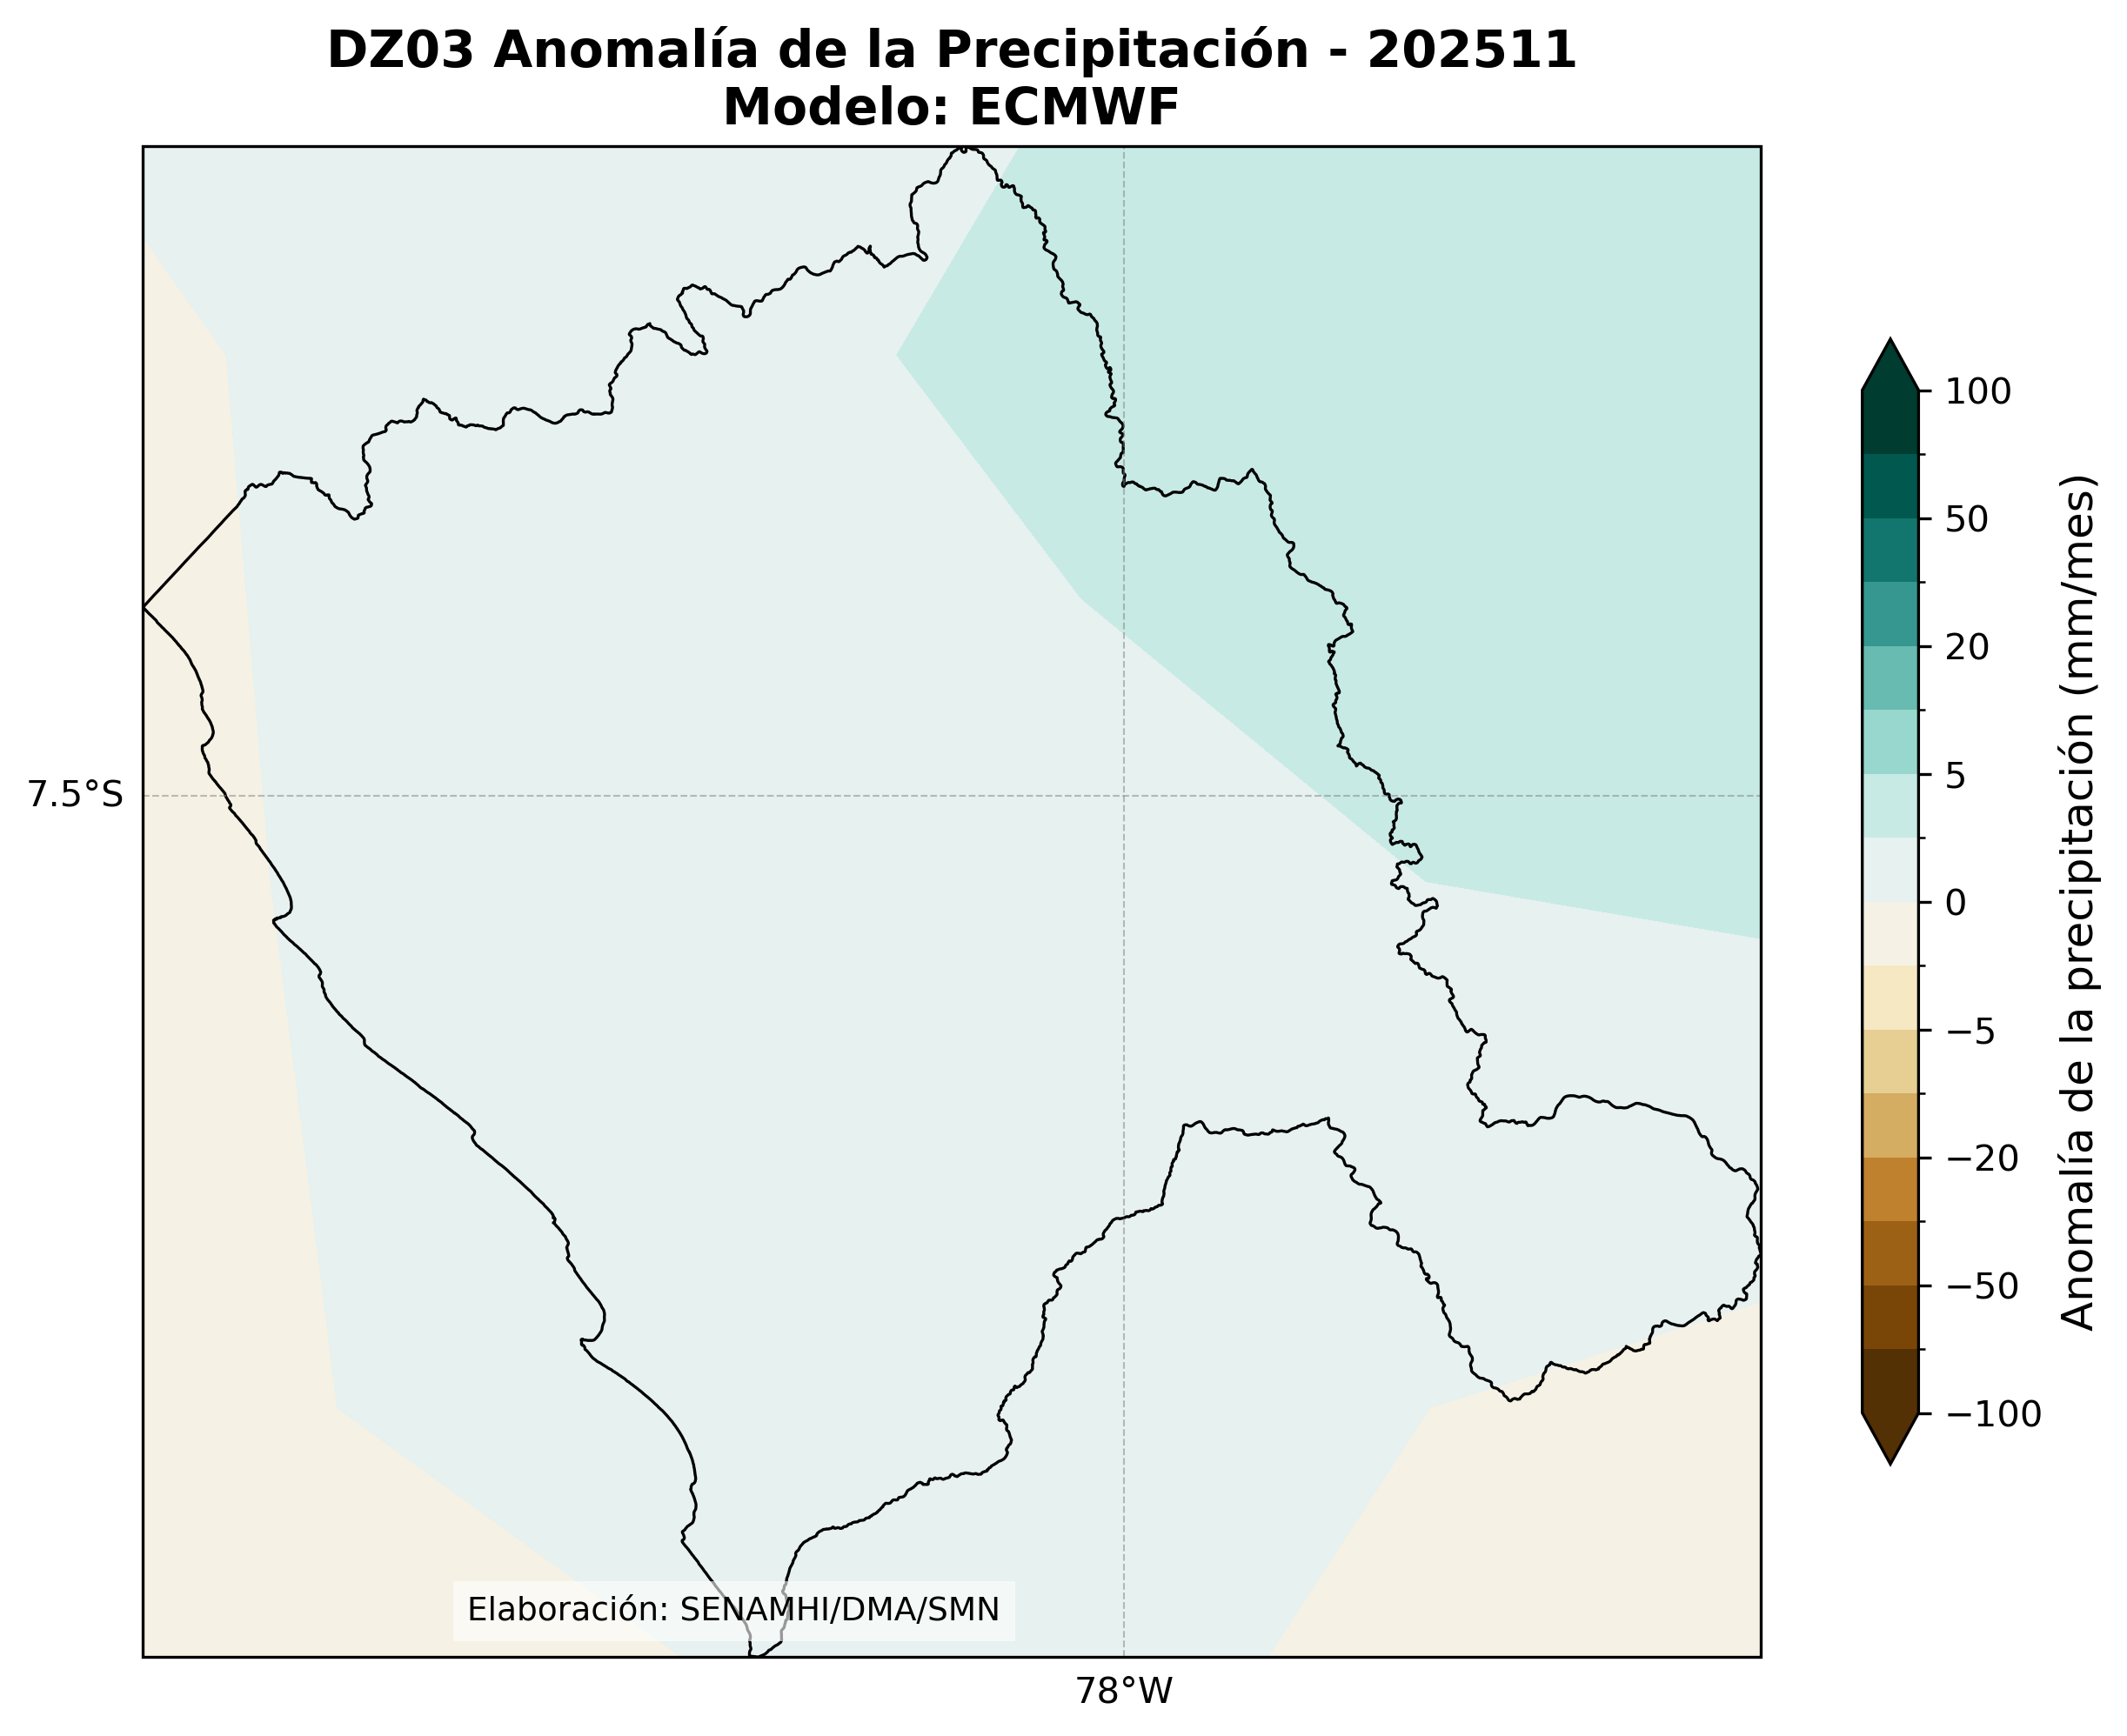 DZ03 Anomalía de la Precipitación - 202511
Modelo: ECMWF
7.5°S
78°W
Elaboración: SENAMHI/DMA/SMN
100
50
20
5
0
−5
−20
−50
−100
Anomalía de la precipitación (mm/mes)